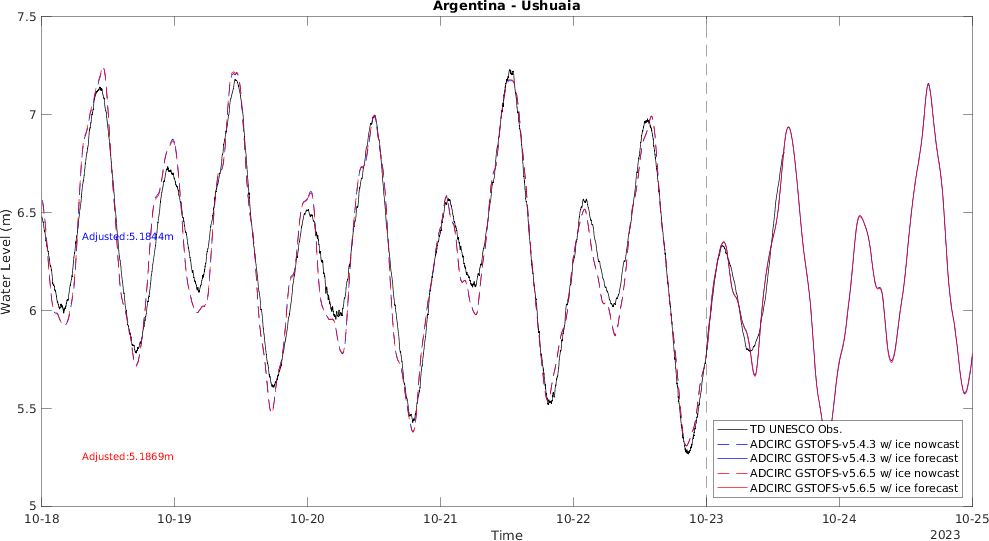 Argentina - Ushuaia
7.5
7
6.5
6
5.5
5
Water Level (m)
Adjusted:5.1844m
Adjusted:5.1869m
TD UNESCO Obs.
ADCIRC GSTOFS-v5.4.3 w/ ice nowcast
ADCIRC GSTOFS-v5.4.3 w/ ice forecast
ADCIRC GSTOFS-v5.6.5 w/ ice nowcast
ADCIRC GSTOFS-v5.6.5 w/ ice forecast
10-18 10-19 10-20 10-21 10-22 10-23 10-24 10-25
Time
2023